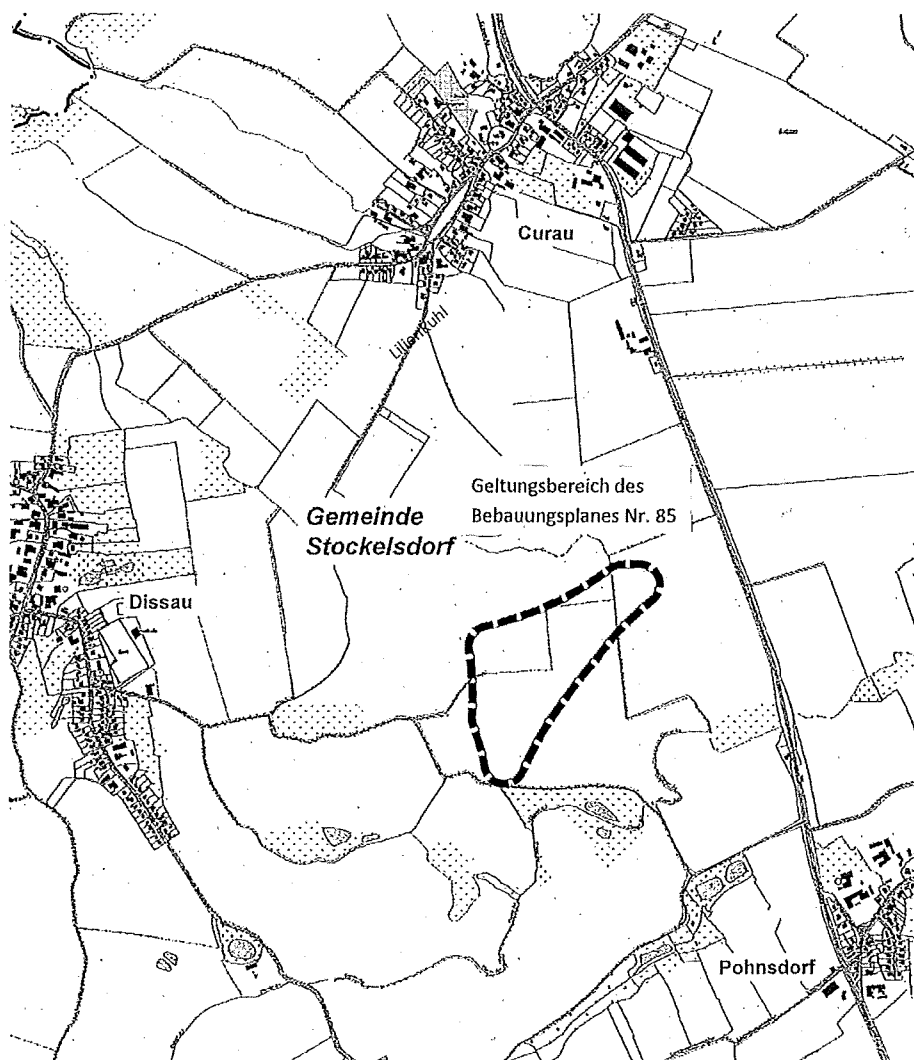 Curau
Lilienkuhl
Geltungsbereich des
Bebauungsplanes Nr. 85
Gemeinde
Stockelsdorf
Dissau
Pohnsdorf